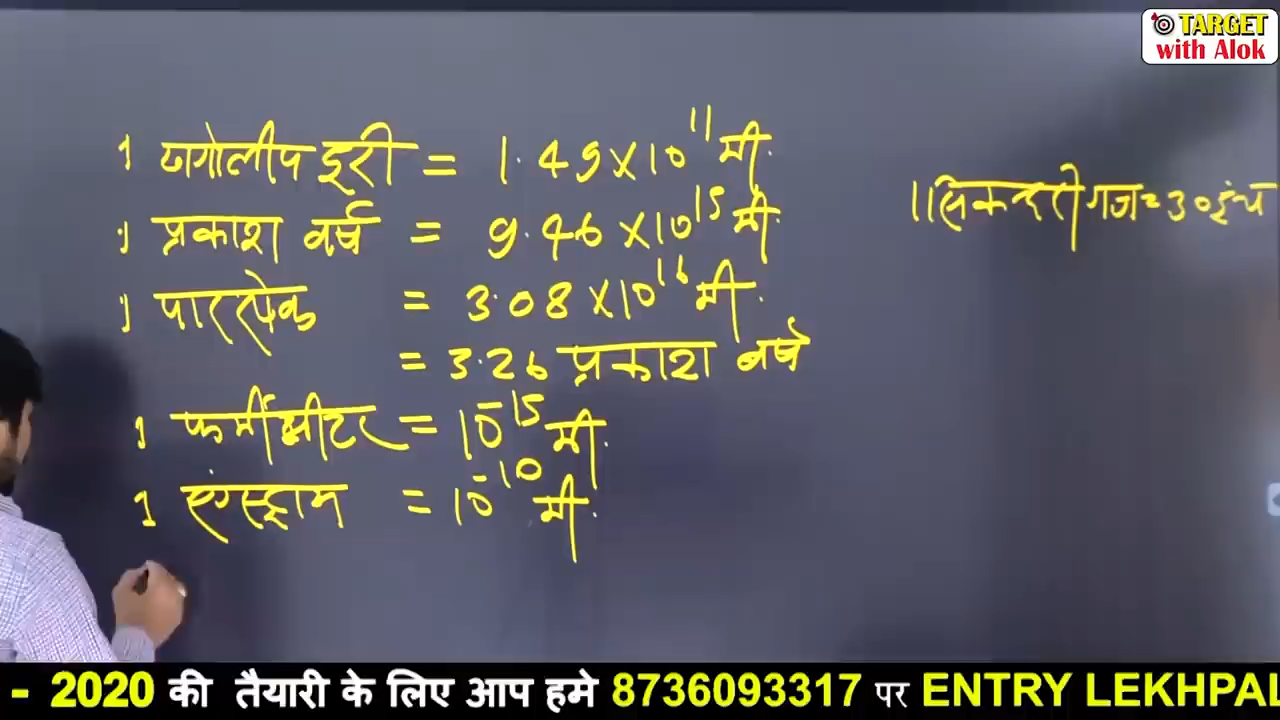 TARGET
with Alok
1 खगोलीय इरी = 1.49×10¹¹ मी.
1 प्रकाश वर्ष = 9.46 ×10¹⁵ मी.
1 पारसेक = 3.08 ×10¹⁶ मी.
= 3.26 प्रकाश वर्ष
1 फर्मीमीटर = 10⁻¹⁵ मी.
1 एंगस्ट्राम = 10⁻¹⁰ मी.
1 सिकन्दरी गज = 30 इंच
- 2020 की तैयारी के लिए आप हमे 8736093317 पर ENTRY LEKHPAL